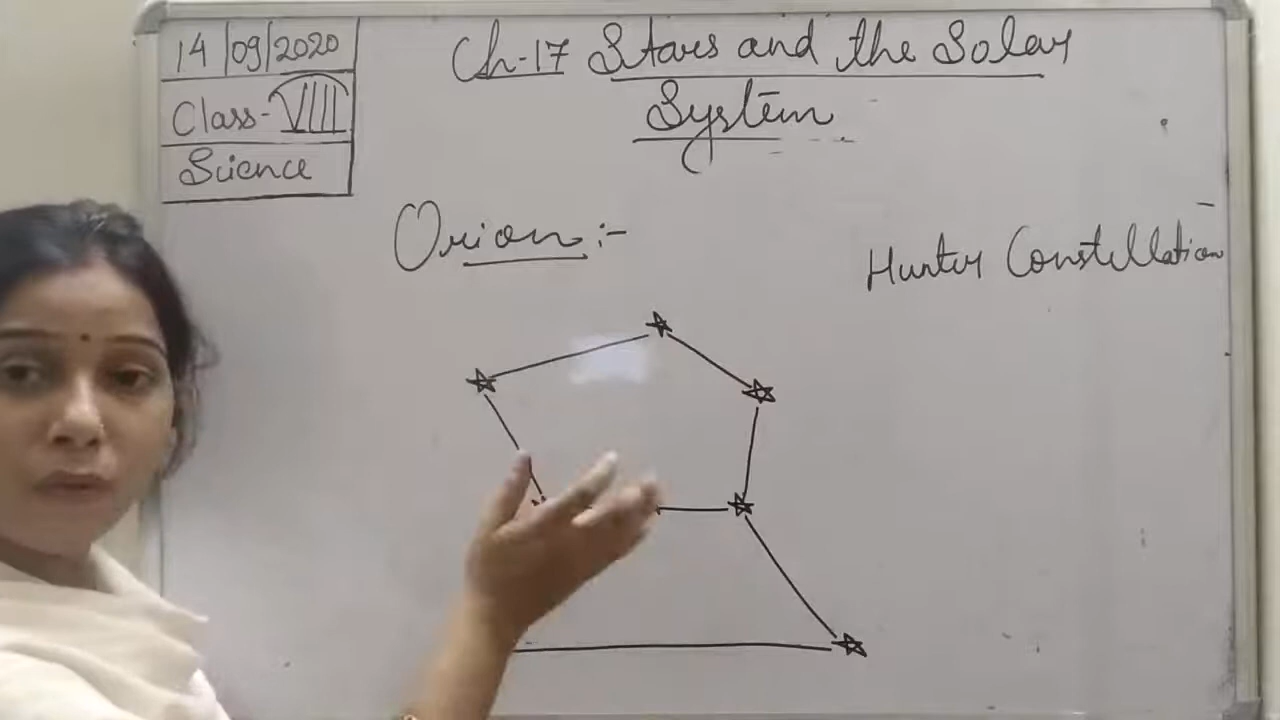 14/09/2020
Class-VIII
Science
Ch-17 Stars and the Solar
System
Orion:-
Hunter Constellation